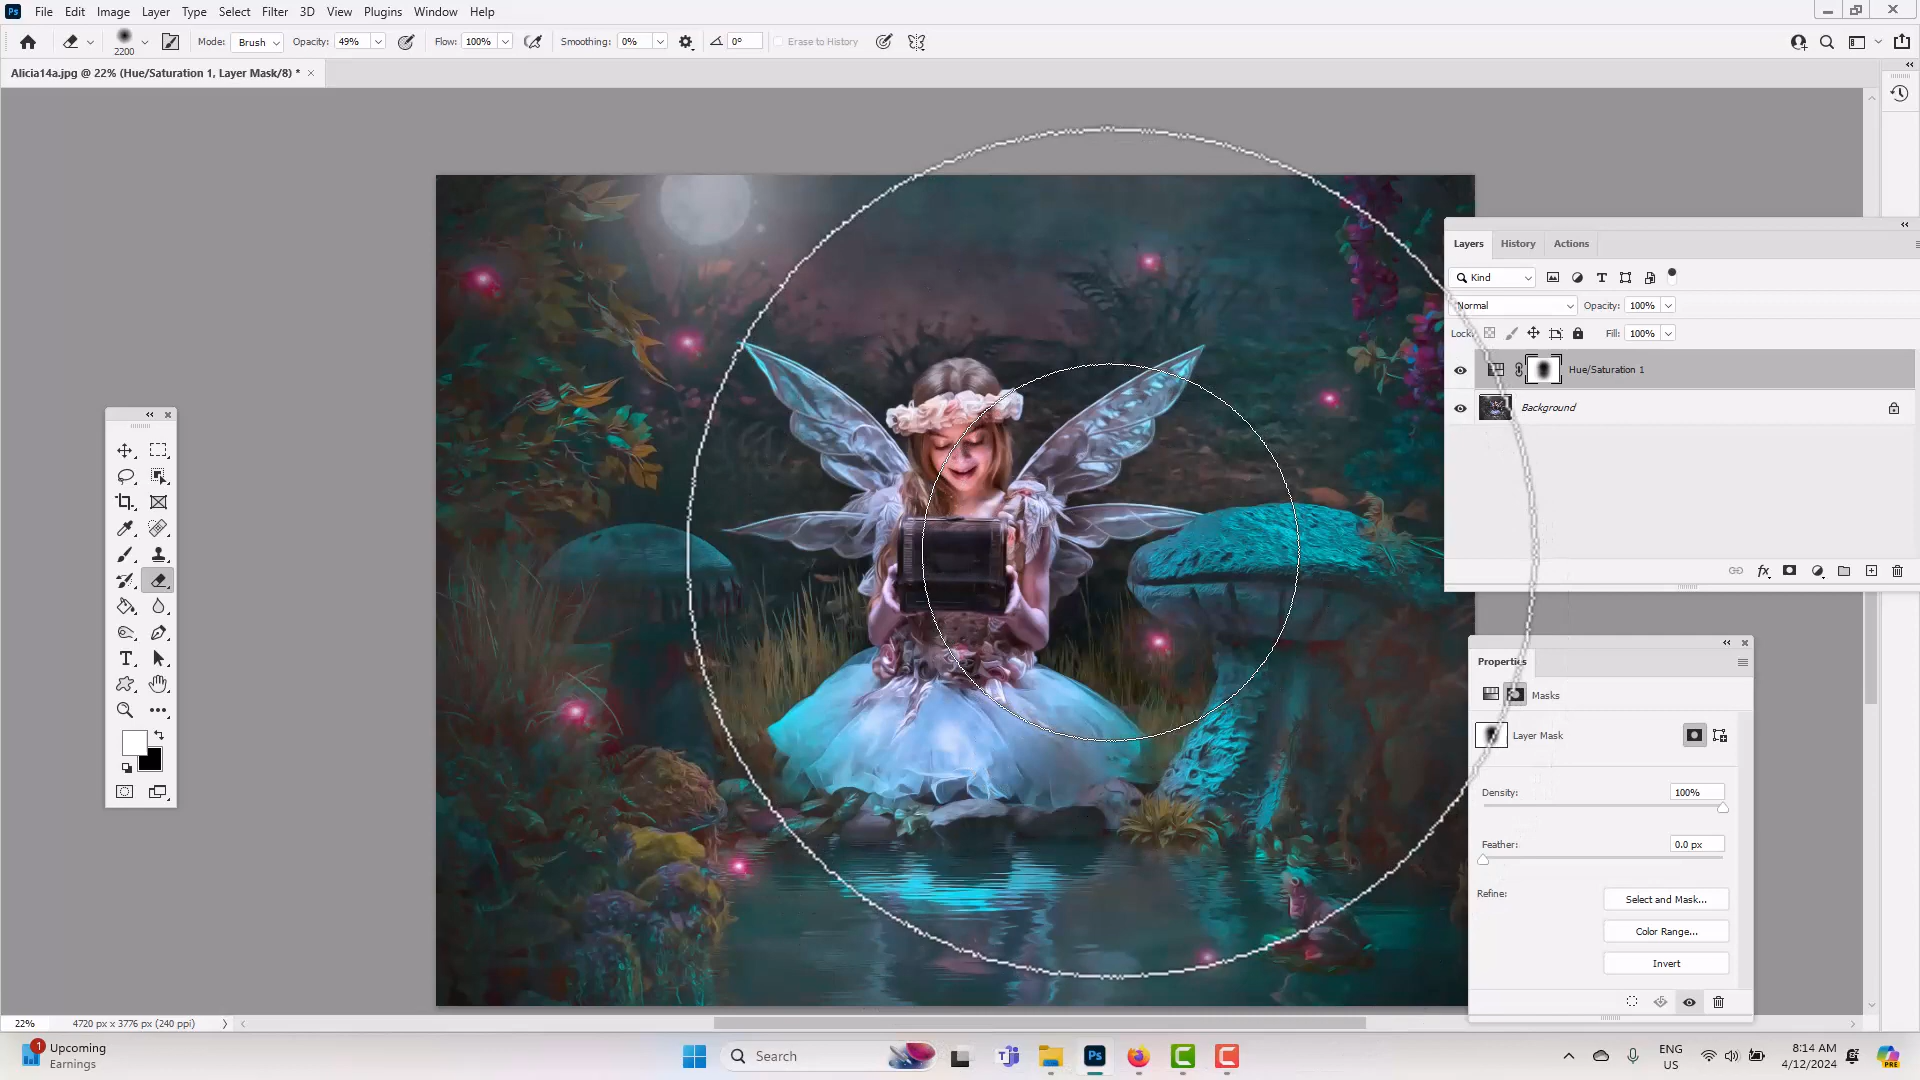 Ps File Edit Image Layer Type Select Filter 3D View Plugins Window Help
2200 Mode: Brush Opacity: 49% Flow: 100% Smoothing: 0% 0° Erase to History
Alicia14a.jpg @ 22% (Hue/Saturation 1, Layer Mask/8) *
Layers History Actions
Kind
Normal Opacity: 100%
Lock: Fill: 100%
Hue/Saturation 1
Background
Properties
Masks
Layer Mask
Density: 100%
Feather: 0.0 px
Refine: Select and Mask...
Color Range...
Invert
22% 4720 px x 3776 px (240 ppi)
1 Upcoming
Earnings
Search
Ps
PRE
ENG
US
8:14 AM
4/12/2024